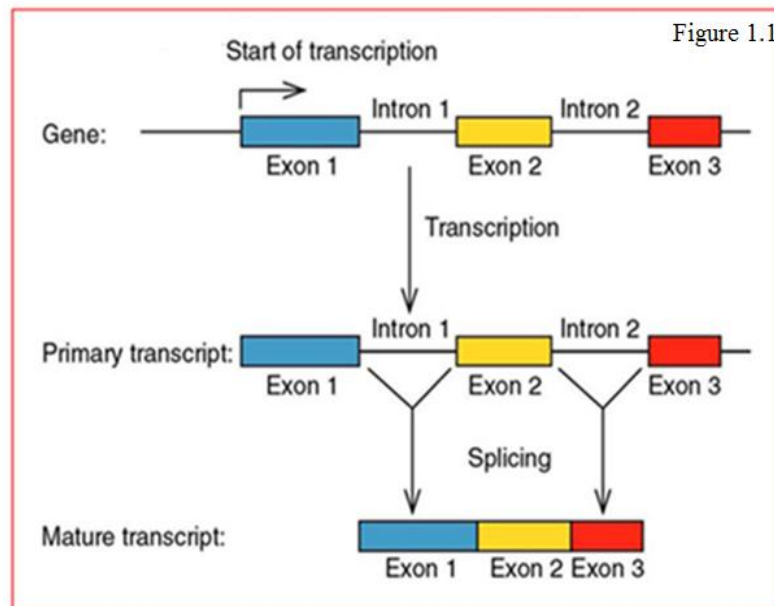 Figure 1.1
Start of transcription
Intron 1 Intron 2
Gene:
Exon 1 Exon 2 Exon 3
Transcription
Intron 1 Intron 2
Primary transcript:
Exon 1 Exon 2 Exon 3
Splicing
Mature transcript:
Exon 1 Exon 2 Exon 3